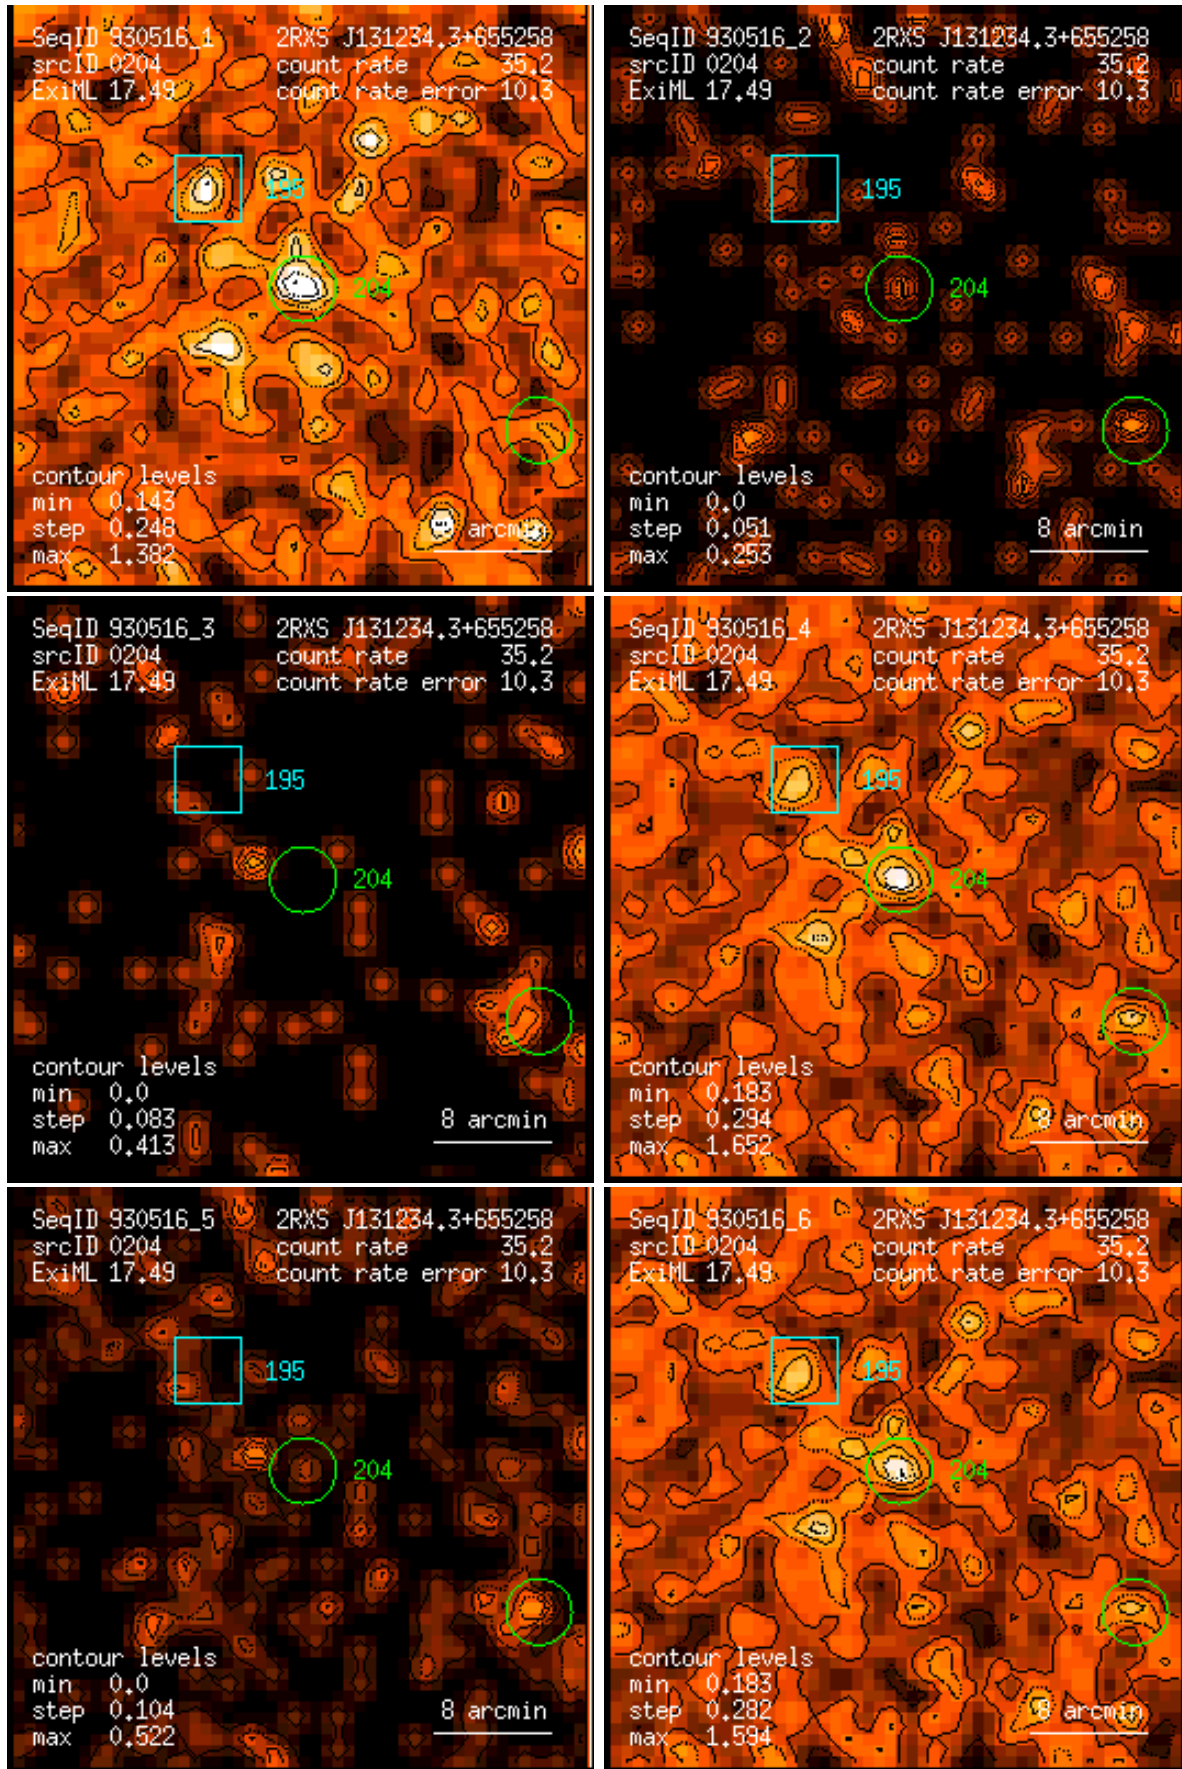 SeqID 930516_1 2RXS J131234.3+655258
srcID 0204 count rate 35.2
ExiML 17.49 count rate error 10.3
195
204
contour levels
min 0.143
step 0.248 8 arcmin
max 1.382
SeqID 930516_2 2RXS J131234.3+655258
srcID 0204 count rate 35.2
ExiML 17.49 count rate error 10.3
195
204
contour levels
min 0.0
step 0.051 8 arcmin
max 0.253
SeqID 930516_3 2RXS J131234.3+655258
srcID 0204 count rate 35.2
ExiML 17.49 count rate error 10.3
195
204
contour levels
min 0.0
step 0.083 8 arcmin
max 0.413
SeqID 930516_4 2RXS J131234.3+655258
srcID 0204 count rate 35.2
ExiML 17.49 count rate error 10.3
195
204
contour levels
min 0.183
step 0.294 8 arcmin
max 1.652
SeqID 930516_5 2RXS J131234.3+655258
srcID 0204 count rate 35.2
ExiML 17.49 count rate error 10.3
195
204
contour levels
min 0.0
step 0.104 8 arcmin
max 0.522
SeqID 930516_6 2RXS J131234.3+655258
srcID 0204 count rate 35.2
ExiML 17.49 count rate error 10.3
195
204
contour levels
min 0.183
step 0.282 8 arcmin
max 1.594